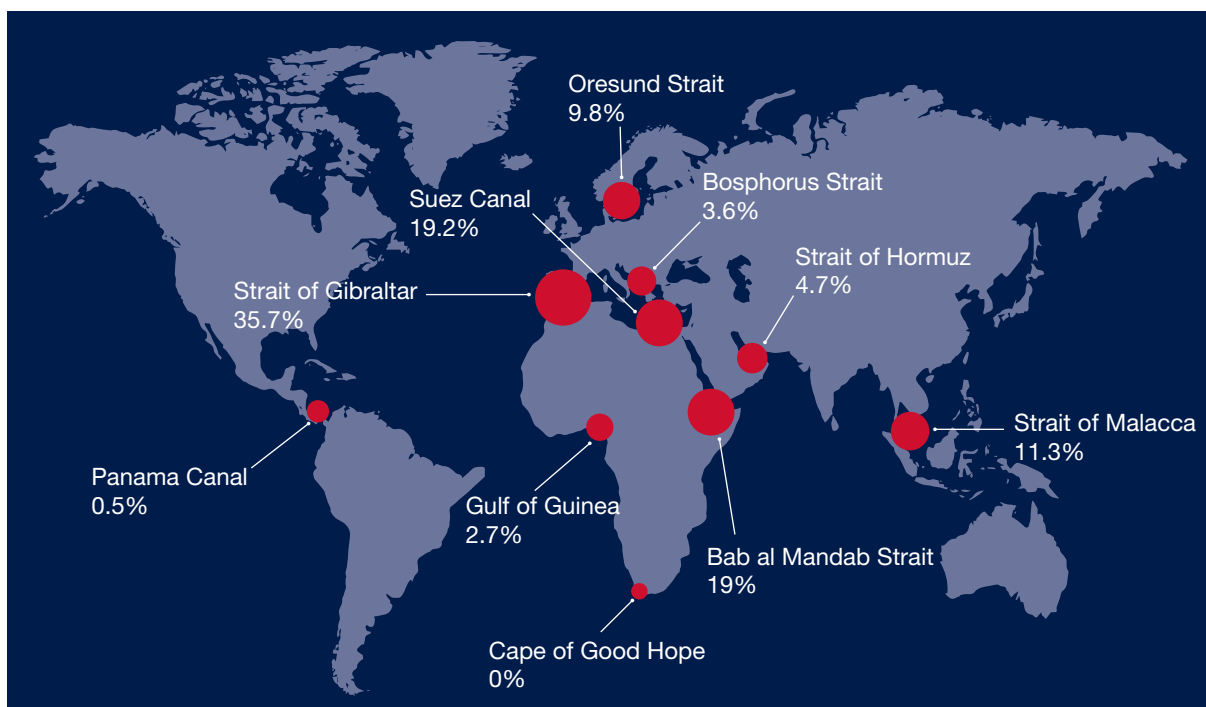 Oresund Strait
9.8%
Bosphorus Strait
3.6%
Suez Canal
19.2%
Strait of Hormuz
4.7%
Strait of Gibraltar
35.7%
Strait of Malacca
11.3%
Panama Canal
0.5%
Gulf of Guinea
2.7%
Bab al Mandab Strait
19%
Cape of Good Hope
0%